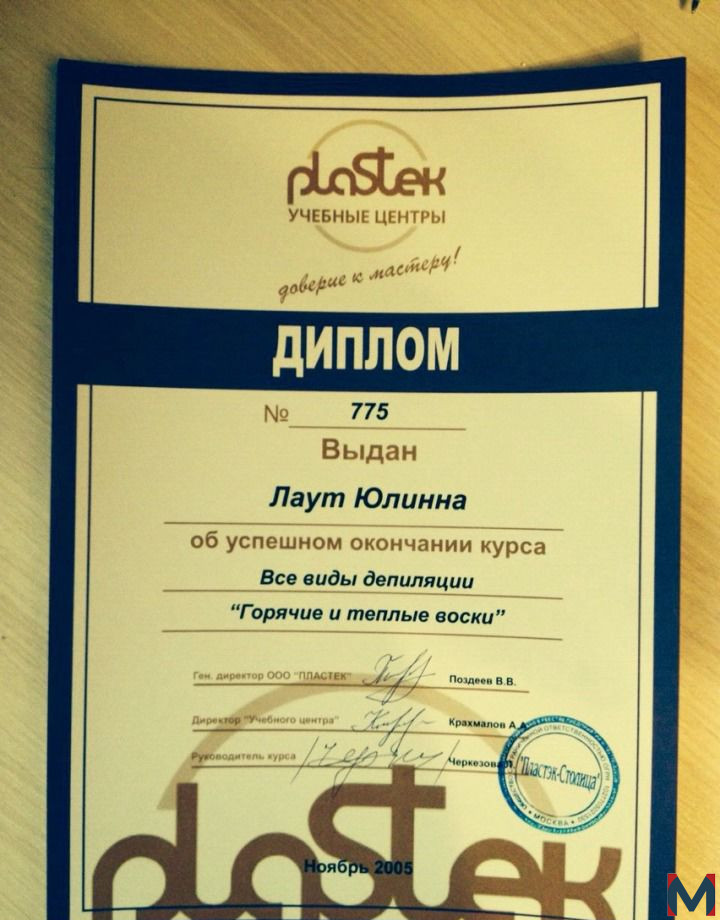 plastek
УЧЕБНЫЕ ЦЕНТРЫ
доверие к мастеру!
ДИПЛОМ
№ 775
Выдан
Лаут Юлинна
об успешном окончании курса
Все виды депиляции
“Горячие и теплые воски”
Ген. директор ООО "ПЛАСТЕК" Поздеев В.В.
Директор "Учебного центра" Крахмалов А.А.
Руководитель курса Черкезова
"Пластэк-Столица"
МОСКВА
plastek
Ноябрь 2005
M